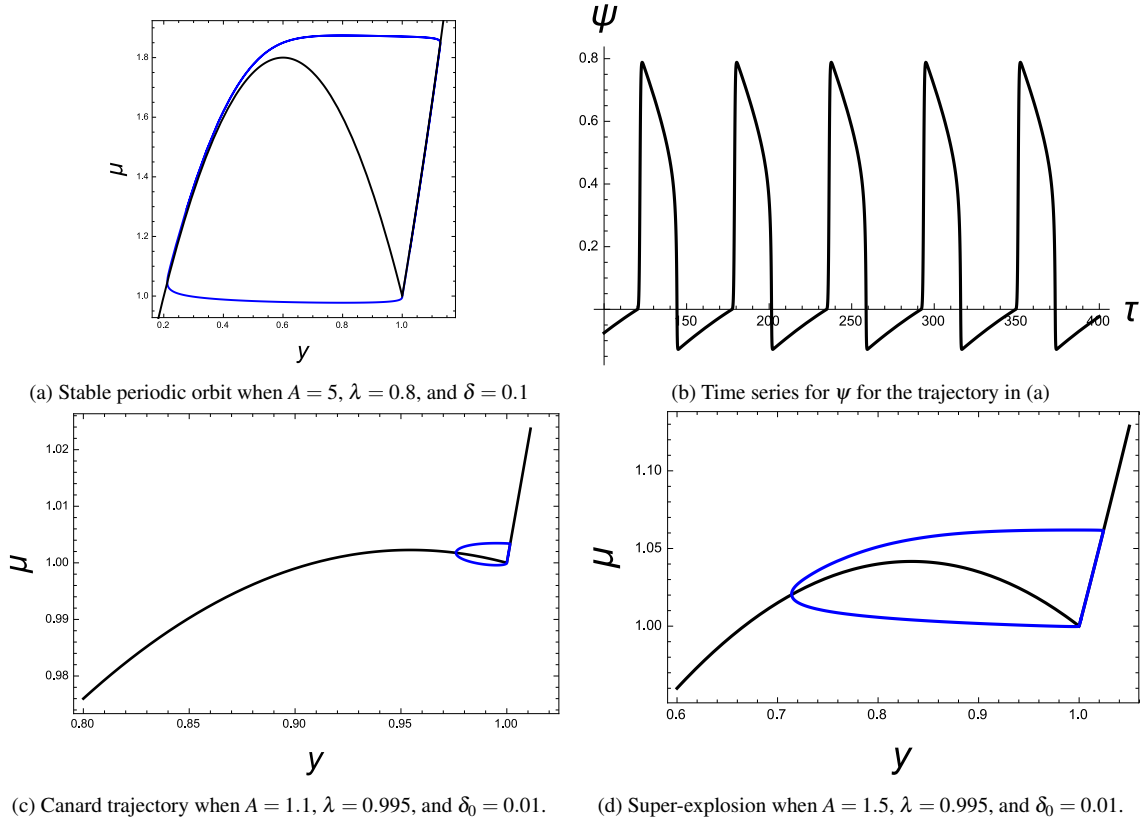 μ
1.8
1.6
1.4
1.2
1.0
0.2 0.4 0.6 0.8 1.0
y
(a) Stable periodic orbit when A = 5, λ = 0.8, and δ = 0.1
ψ
0.8
0.6
0.4
0.2
150 200 250 300 350 400 τ
(b) Time series for ψ for the trajectory in (a)
μ
1.02
1.01
1.00
0.99
0.98
0.80 0.85 0.90 0.95 1.00
y
(c) Canard trajectory when A = 1.1, λ = 0.995, and δ₀ = 0.01.
μ
1.10
1.05
1.00
0.6 0.7 0.8 0.9 1.0
y
(d) Super-explosion when A = 1.5, λ = 0.995, and δ₀ = 0.01.